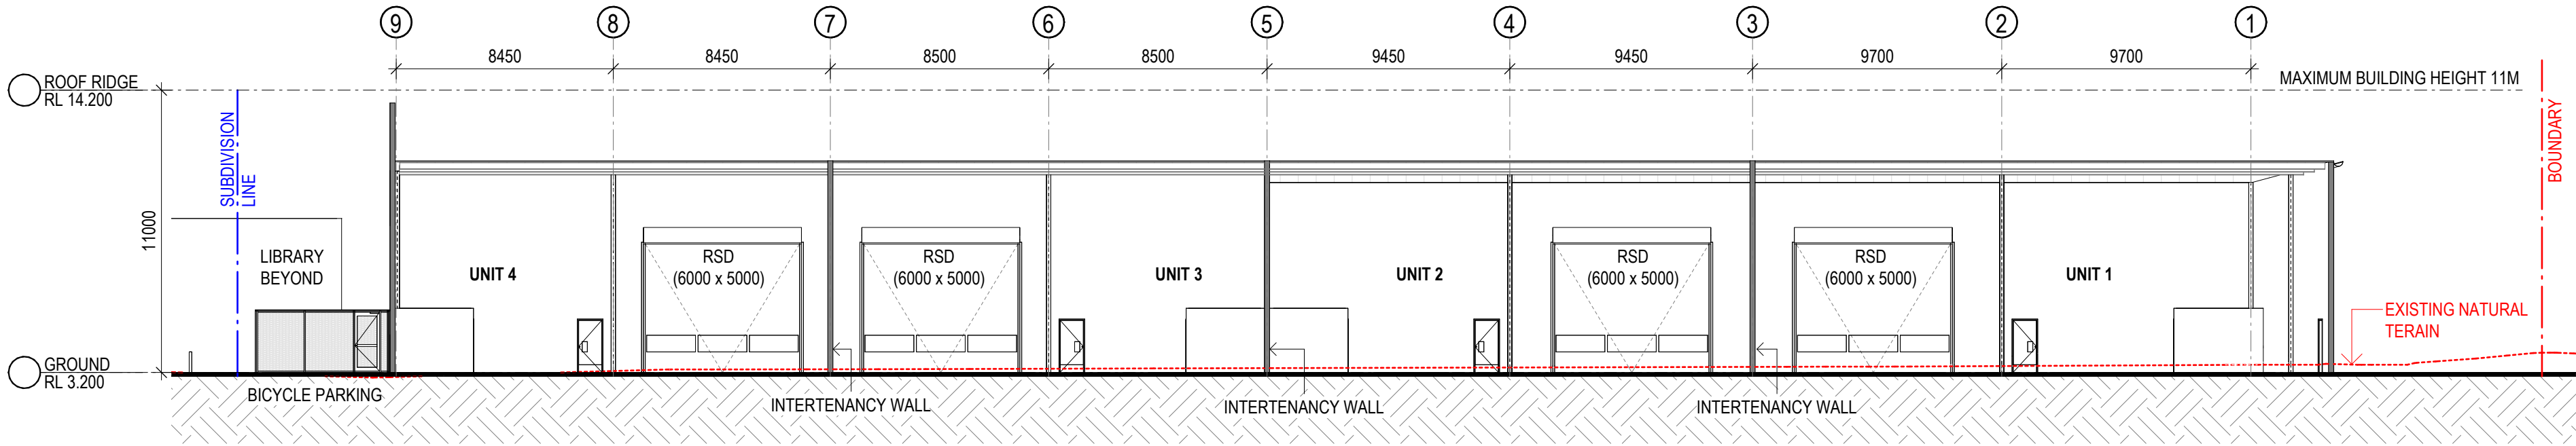 9 8 7 6 5 4 3 2 1
8450 8450 8500 8500 9450 9450 9700 9700
ROOF RIDGE
RL 14.200
MAXIMUM BUILDING HEIGHT 11M
SUBDIVISION
LINE
BOUNDARY
11000
LIBRARY
BEYOND
UNIT 4
RSD
(6000 x 5000)
RSD
(6000 x 5000)
UNIT 3
UNIT 2
RSD
(6000 x 5000)
RSD
(6000 x 5000)
UNIT 1
EXISTING NATURAL
TERAIN
GROUND
RL 3.200
BICYCLE PARKING
INTERTENANCY WALL
INTERTENANCY WALL
INTERTENANCY WALL